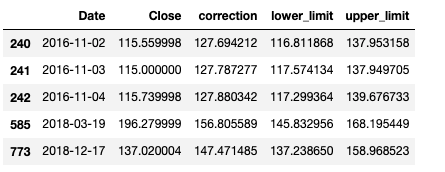 Date Close correction lower_limit upper_limit
240 2016-11-02 115.559998 127.694212 116.811868 137.953158
241 2016-11-03 115.000000 127.787277 117.574134 137.949705
242 2016-11-04 115.739998 127.880342 117.299364 139.676733
585 2018-03-19 196.279999 156.805589 145.832956 168.195449
773 2018-12-17 137.020004 147.471485 137.238650 158.968523